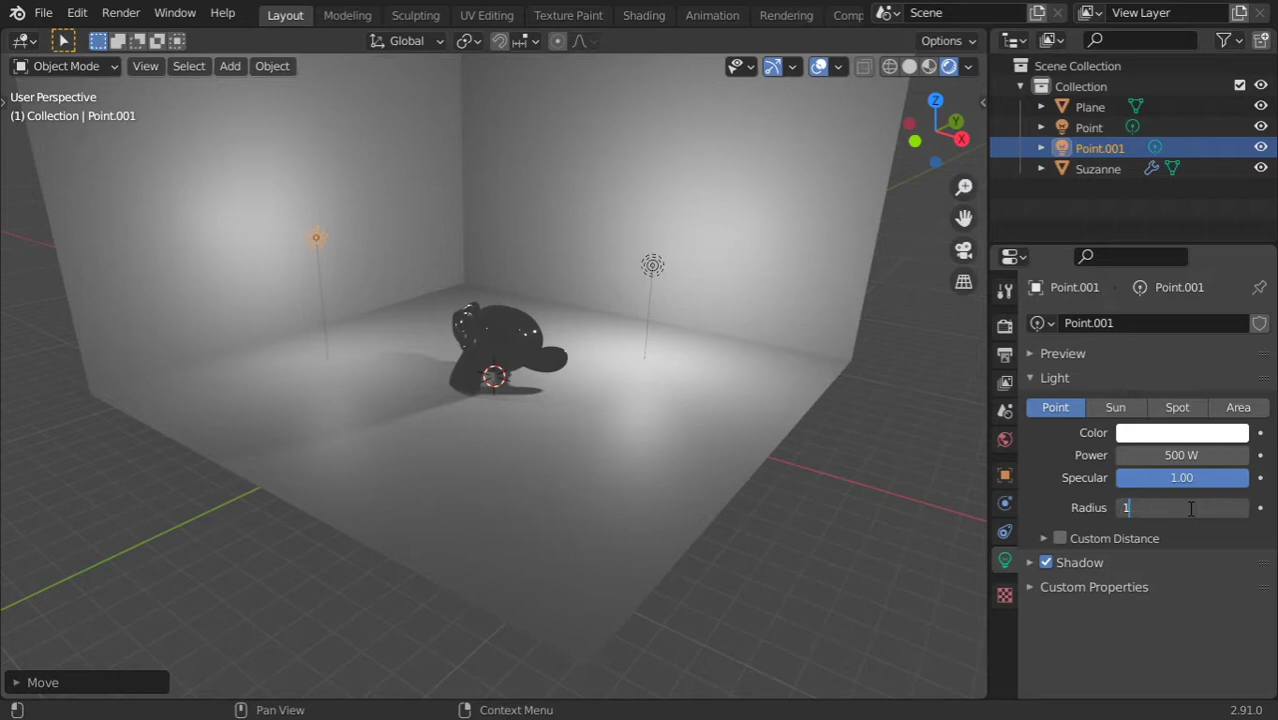 File Edit Render Window Help Layout Modeling Sculpting UV Editing Texture Paint Shading Animation Rendering Comp Scene View Layer
Global Options
Object Mode View Select Add Object
User Perspective
(1) Collection | Point.001
Z
Y
X
Scene Collection
Collection
Plane
Point
Point.001
Suzanne
Point.001 Point.001
Point.001
Preview
Light
Point Sun Spot Area
Color
Power 500 W
Specular 1.00
Radius 1
Custom Distance
Shadow
Custom Properties
Move
Pan View Context Menu 2.91.0